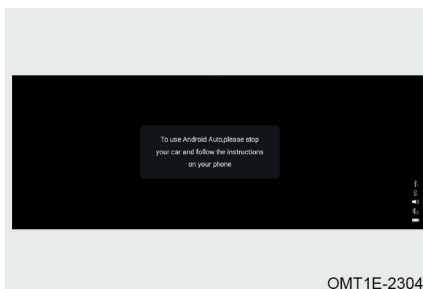 To use Android Auto,please stop
your car and follow the instructions
on your phone
OMT1E-2304